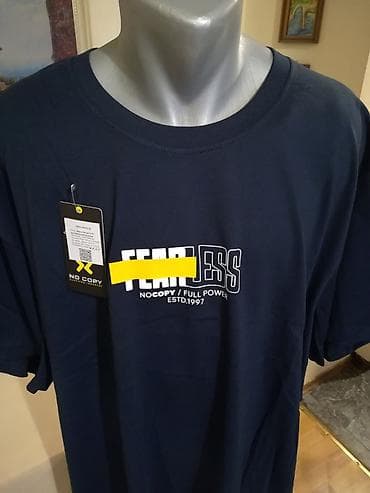 FEARLESS
NOCOPY / FULL POWER
ESTD.1997
NO COPY